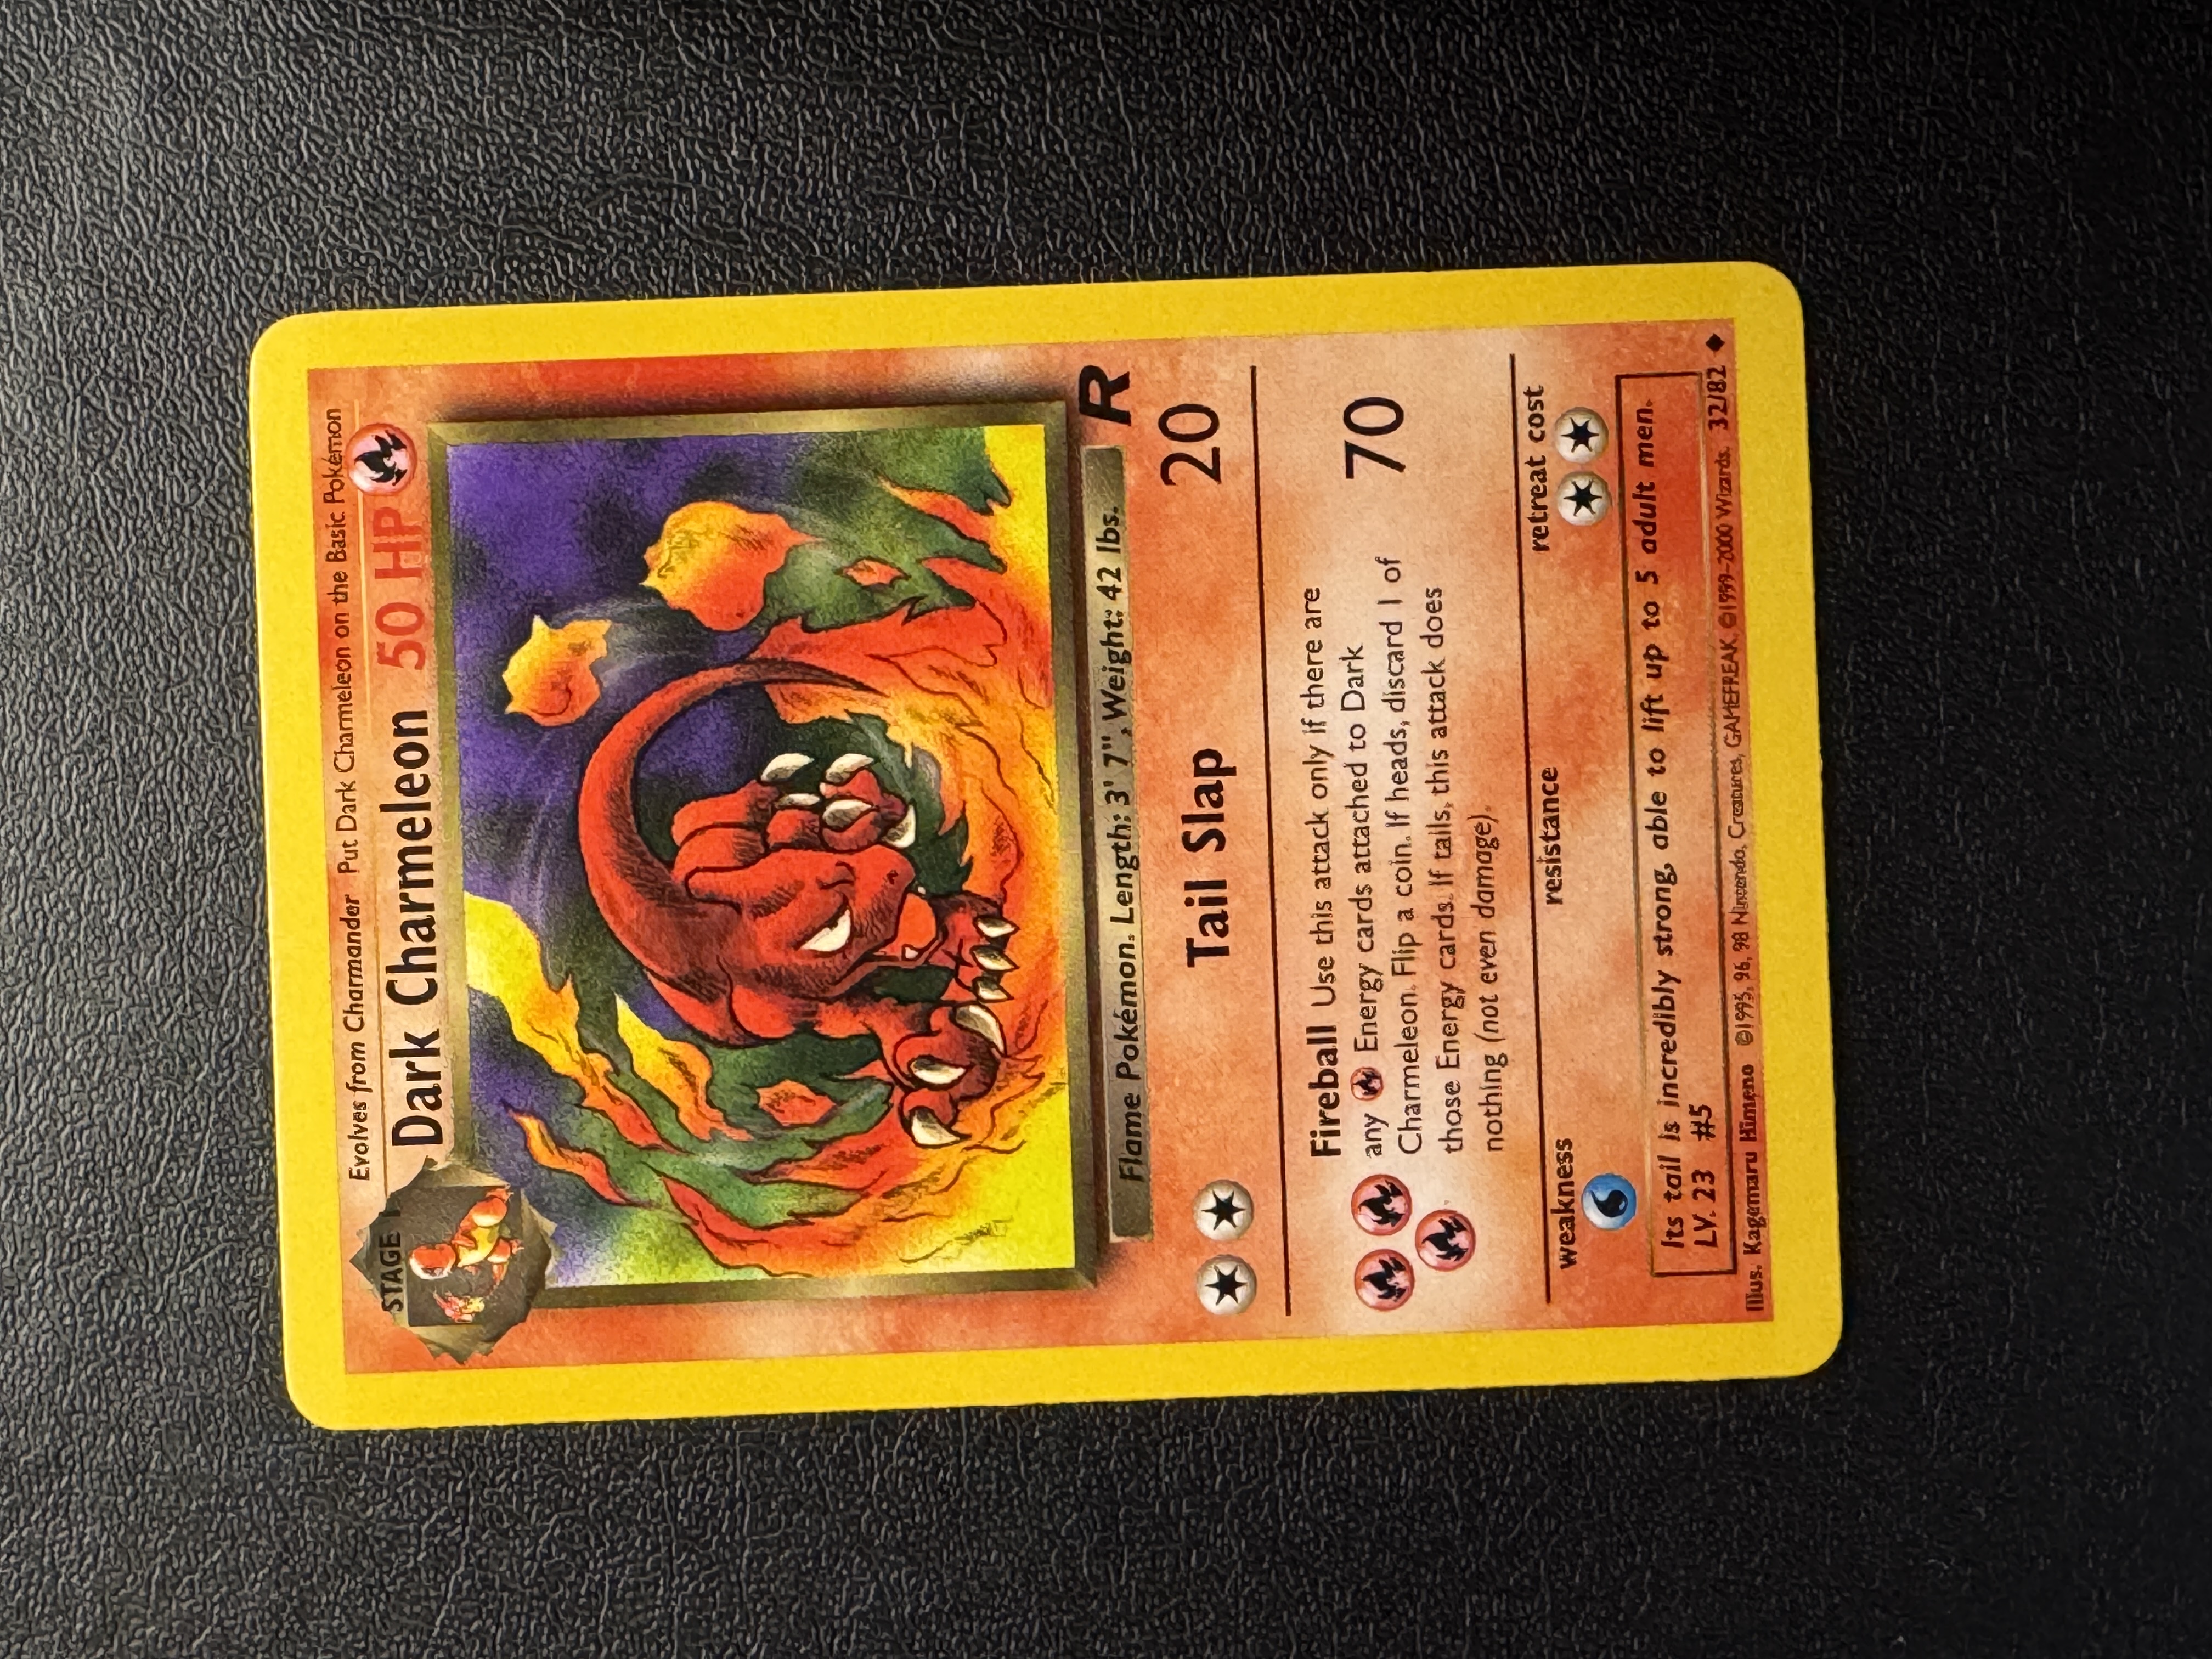 Evolves from Charmander Put Dark Charmeleon on the Basic Pokémon
STAGE 1
Dark Charmeleon 50 HP
Flame Pokémon. Length: 3' 7", Weight: 42 lbs.
R
Tail Slap 20
Fireball Use this attack only if there are
any Energy cards attached to Dark
Charmeleon. Flip a coin. If heads, discard 1 of
those Energy cards. If tails, this attack does
nothing (not even damage).
70
weakness resistance retreat cost
Its tail is incredibly strong, able to lift up to 5 adult men.
LV. 23 #5
Illus. Kagemaru Himeno ©1995, 96, 98 Nintendo, Creatures, GAMEFREAK. ©1999-2000 Wizards. 32/82